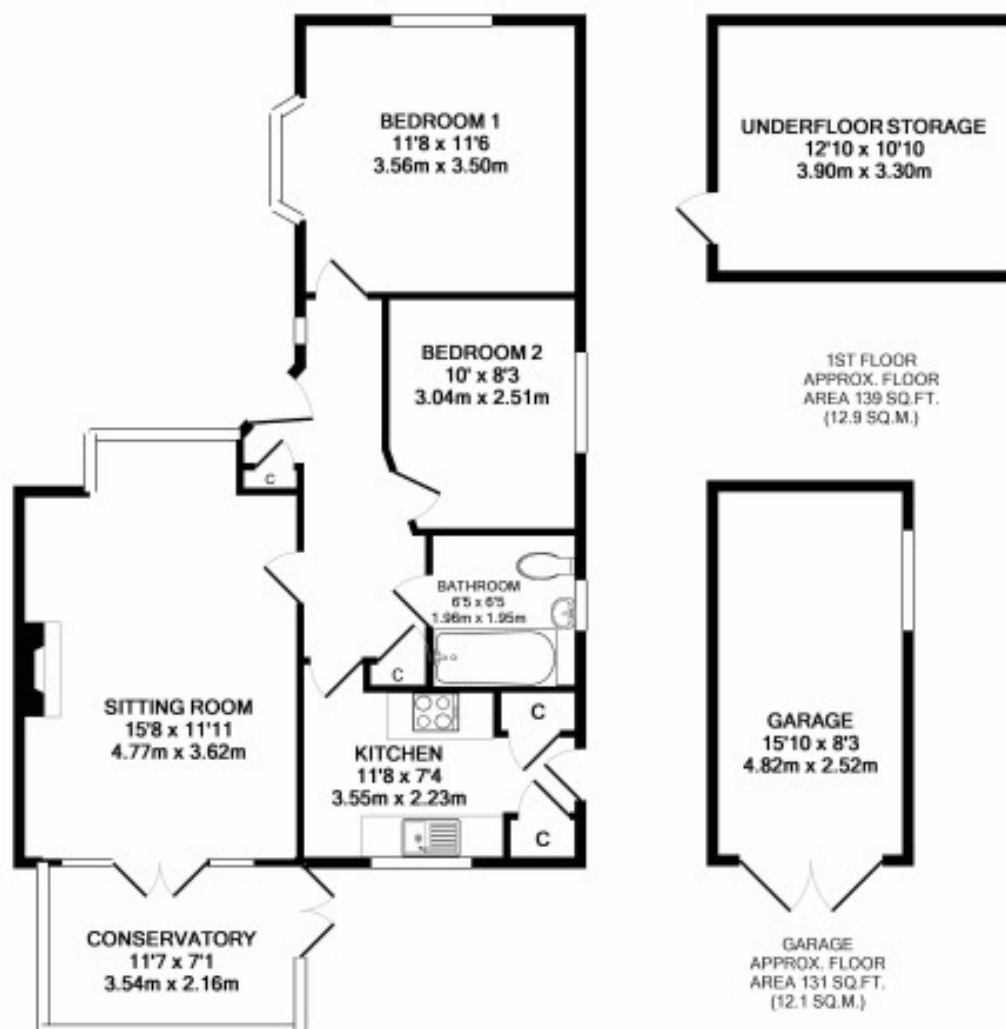 BEDROOM 1
11'8 x 11'6
3.56m x 3.50m
UNDERFLOOR STORAGE
12'10 x 10'10
3.90m x 3.30m
BEDROOM 2
10' x 8'3
3.04m x 2.51m
1ST FLOOR
APPROX. FLOOR
AREA 139 SQ.FT.
(12.9 SQ.M.)
C
BATHROOM
6'5 x 6'5
1.96m x 1.95m
C
SITTING ROOM
15'8 x 11'11
4.77m x 3.62m
C
KITCHEN
11'8 x 7'4
3.55m x 2.23m
C
GARAGE
15'10 x 8'3
4.82m x 2.52m
CONSERVATORY
11'7 x 7'1
3.54m x 2.16m
GARAGE
APPROX. FLOOR
AREA 131 SQ.FT.
(12.1 SQ.M.)